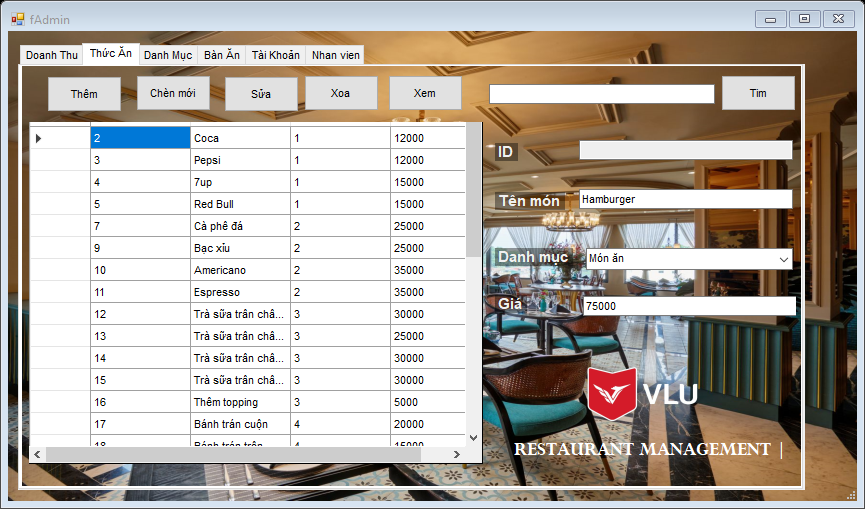 fAdmin
Doanh Thu Thức Ăn Danh Mục Bàn Ăn Tài Khoản Nhan vien
Thêm Chèn mới Sửa Xoa Xem Tim
2 Coca 1 12000
3 Pepsi 1 12000
4 7up 1 15000
5 Red Bull 1 15000
7 Cà phê đá 2 25000
9 Bạc xỉu 2 25000
10 Americano 2 35000
11 Espresso 2 35000
12 Trà sữa trân châ... 3 30000
13 Trà sữa trân châ... 3 25000
14 Trà sữa trân châ... 3 30000
15 Trà sữa trân châ... 3 30000
16 Thêm topping 3 5000
17 Bánh trán cuộn 4 20000
18 Bánh trán trộn 4 15000
ID
Tên món Hamburger
Danh mục Món ăn
Giá 75000
VLU
RESTAURANT MANAGEMENT |